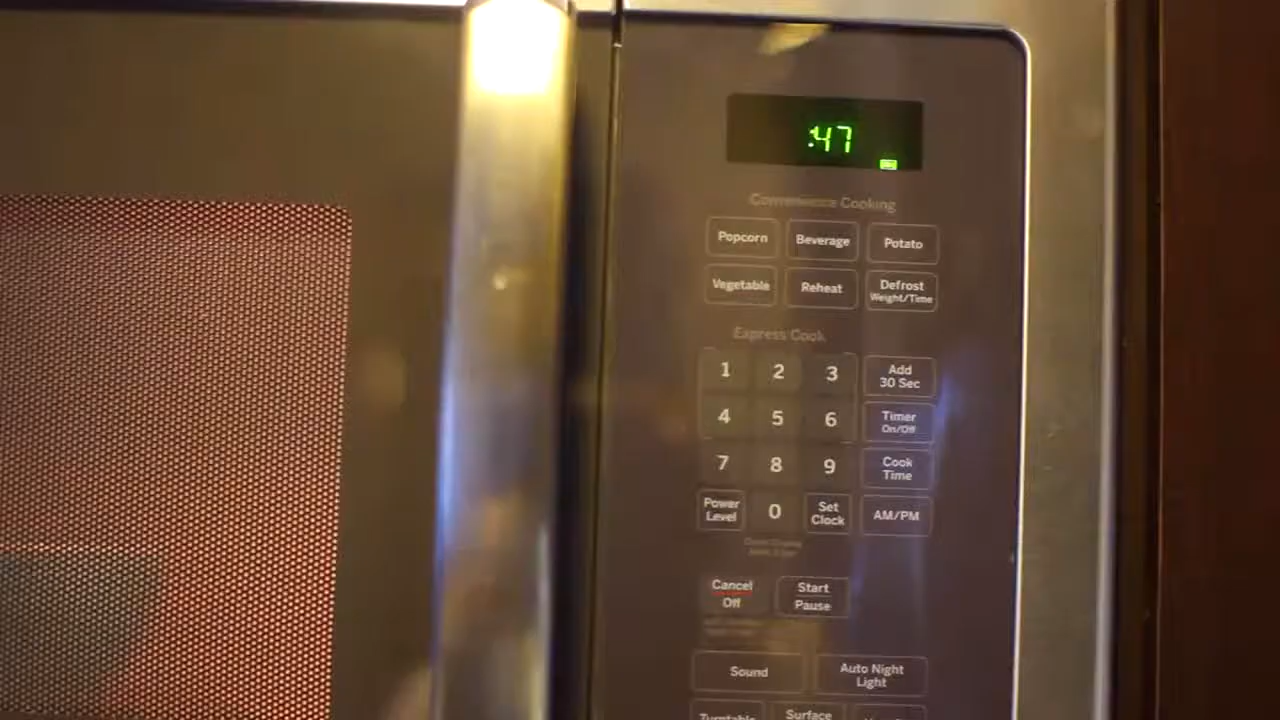 :47
Convenience Cooking
Popcorn Beverage Potato
Vegetable Reheat Defrost
Weight/Time
Express Cook
1 2 3 Add
30 Sec
4 5 6 Timer
On/Off
7 8 9 Cook
Time
Power
Level 0 Set
Clock AM/PM
Cancel
Off
Start
Pause
Sound Auto Night
Light
Turntable Surface